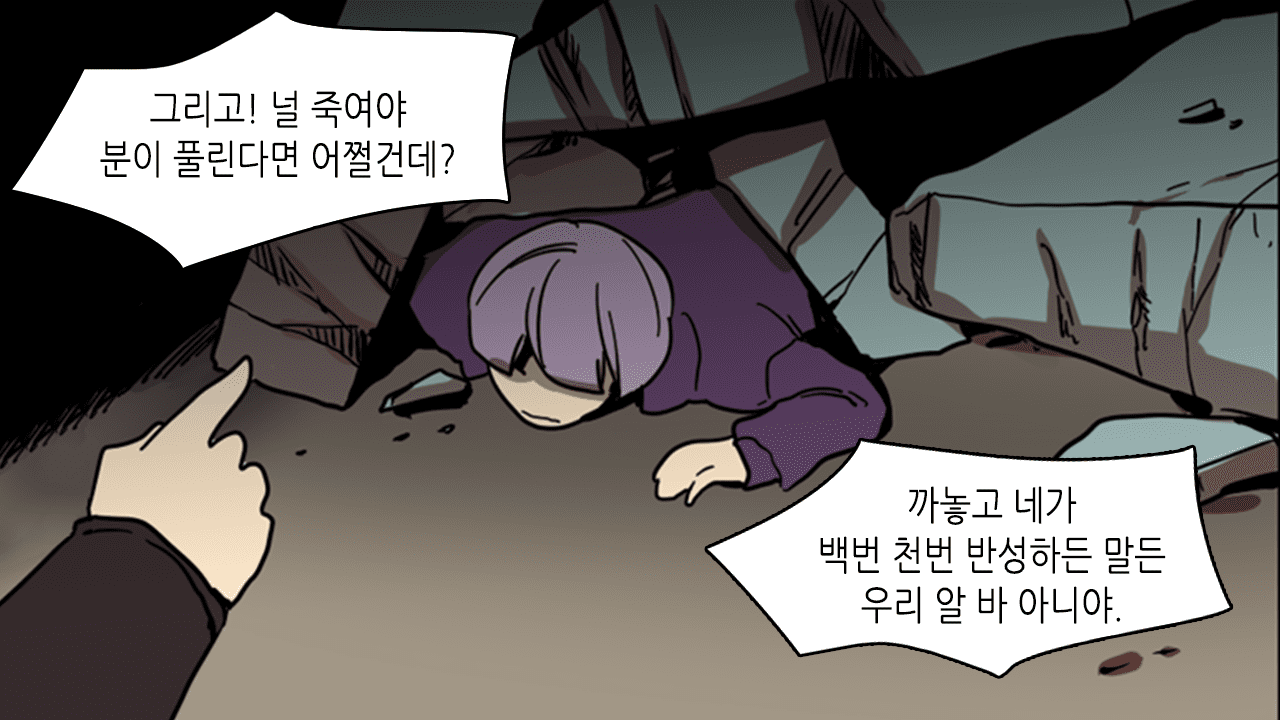 그리고! 널 죽여야
분이 풀린다면 어쩔건데?
까놓고 네가
백번 천번 반성하든 말든
우리 알 바 아니야.